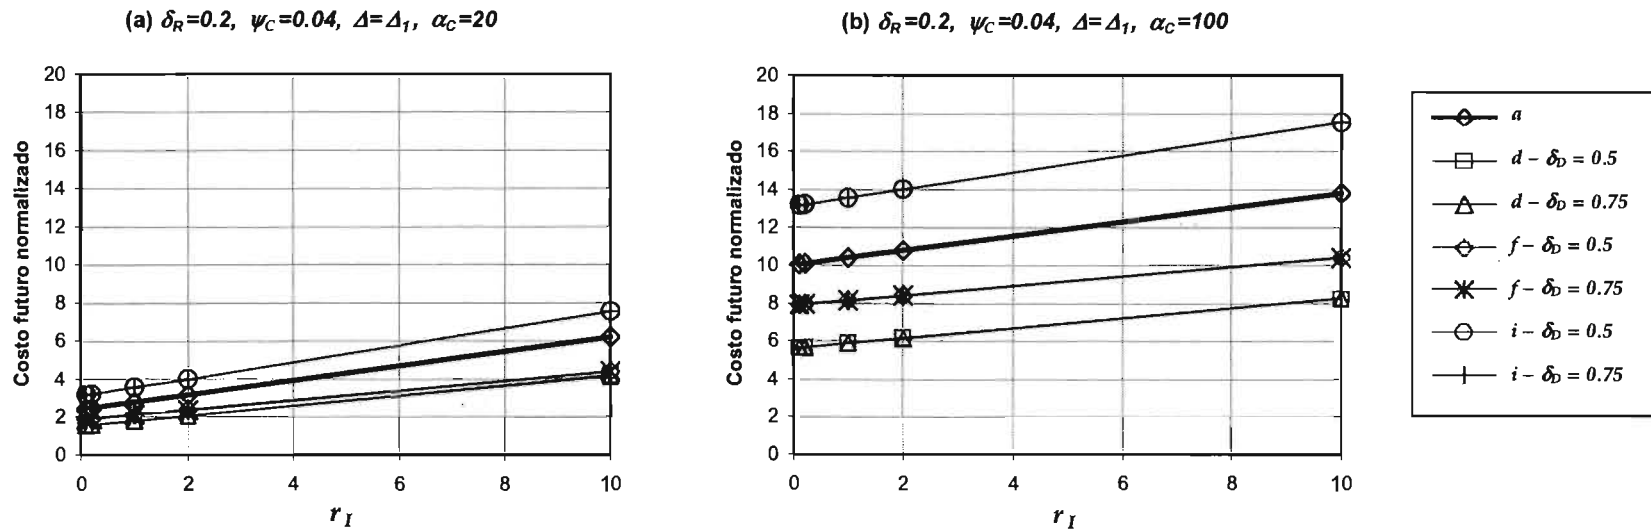 (a) δR=0.2, ψC=0.04, Δ=Δ1, αC=20
20
18
16
14
12
10
8
6
4
2
0
Costo futuro normalizado
0 2 4 6 8 10
r I
(b) δR=0.2, ψC=0.04, Δ=Δ1, αC=100
20
18
16
14
12
10
8
6
4
2
0
Costo futuro normalizado
0 2 4 6 8 10
r I
a
d – δD = 0.5
d – δD = 0.75
f – δD = 0.5
f – δD = 0.75
i – δD = 0.5
i – δD = 0.75